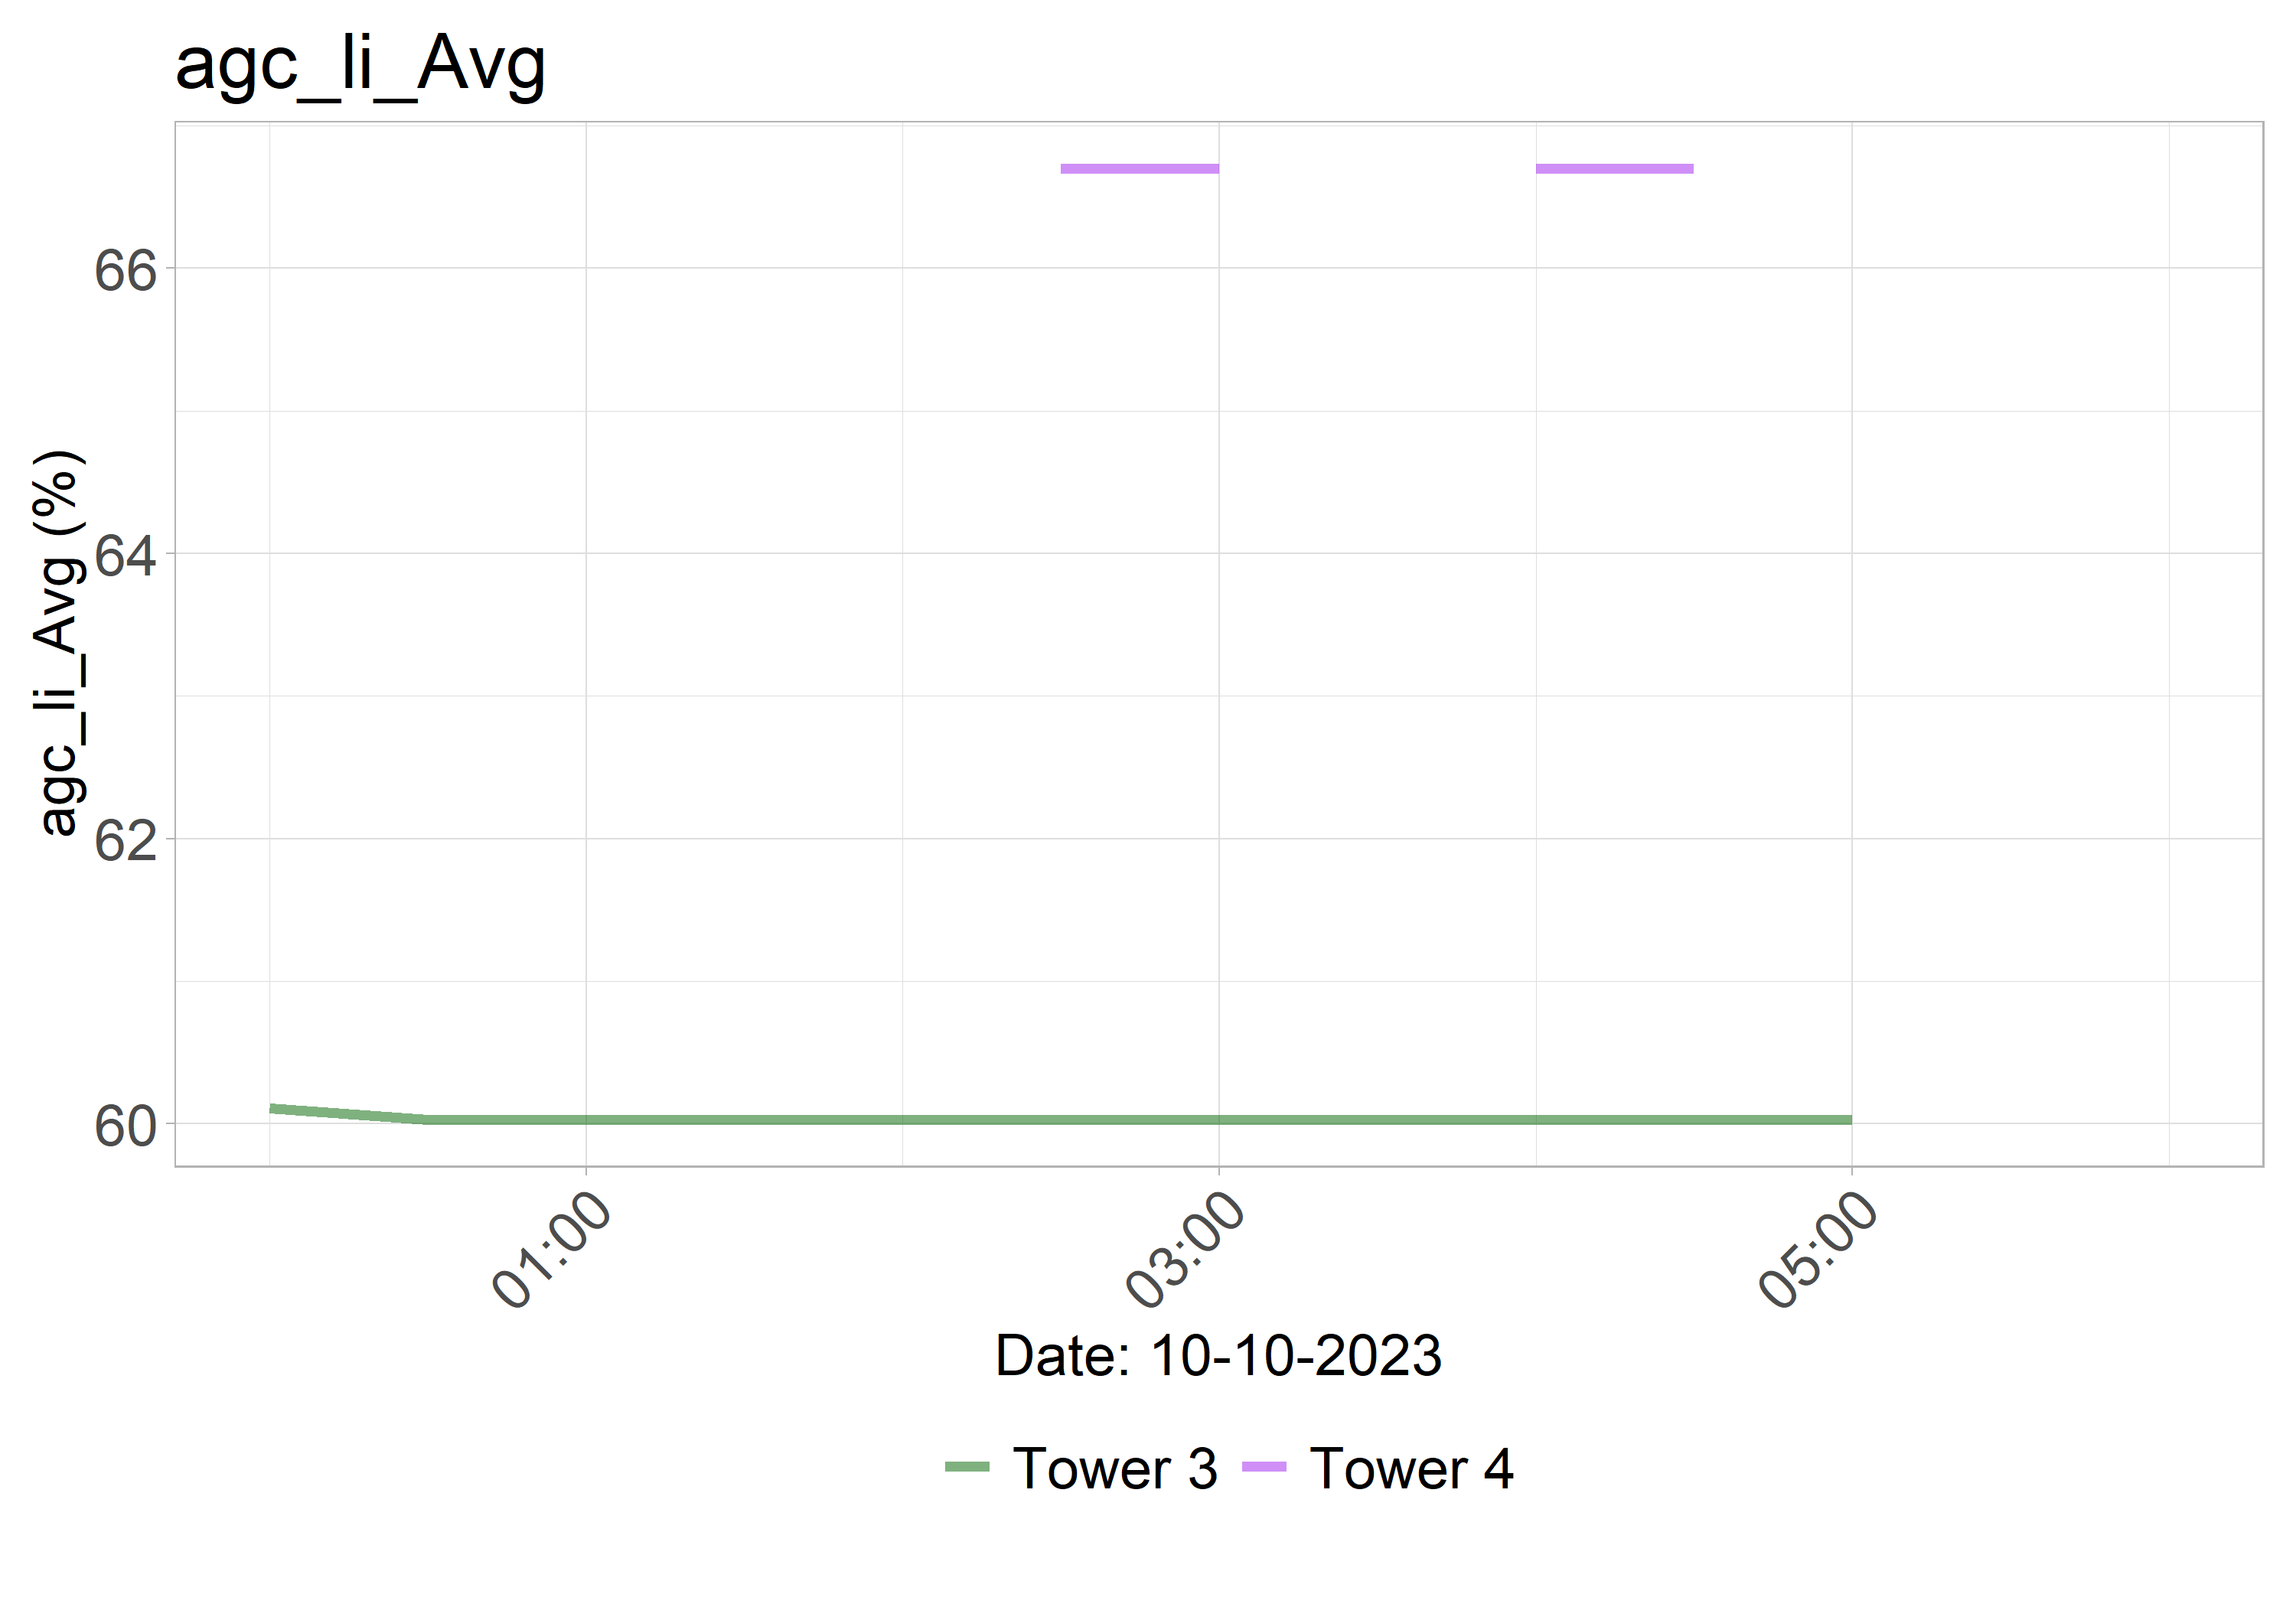 agc_li_Avg
agc_li_Avg (%)
66
64
62
60
01:00
03:00
05:00
Date: 10-10-2023
Tower 3
Tower 4